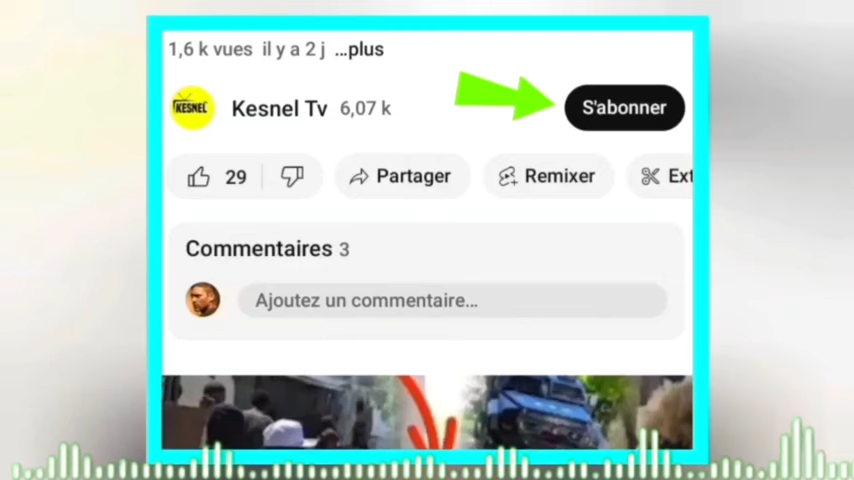 1,6 k vues il y a 2 j ...plus
KESNEL
Kesnel Tv 6,07 k
S'abonner
29
Partager
Remixer
Ext
Commentaires 3
Ajoutez un commentaire...